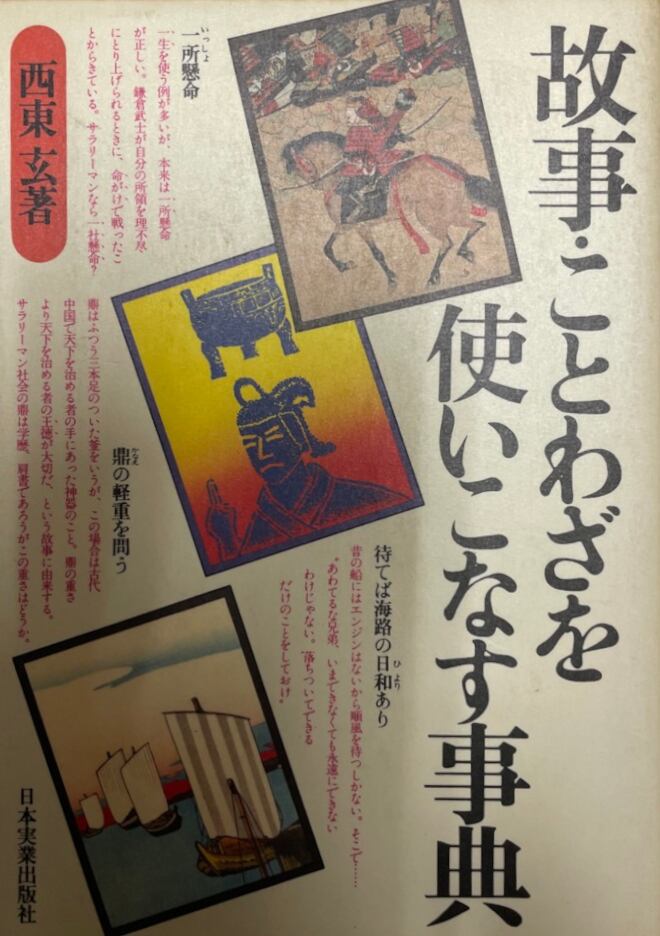 故事・ことわざを
使いこなす事典
西東 玄著
一所懸命
いっしょ
一生を使う例が多いが、本来は一所懸命
が正しい。鎌倉武士が自分の所領を理不尽
にとり上げられるときに、命がけで戦ったこ
とからきている。サラリーマンなら一社懸命?
鼎の軽重を問う
かなえ
鼎はふつう三本足のついた釜をいうが、この場合は古代
中国で天下を治める者の手にあった神器のこと。鼎の重さ
より天下を治める者の王徳が大切だ、という故事に由来する。
サラリーマン社会の鼎は学歴、肩書であろうがこの重さはどうか。
待てば海路の日和あり
ひより
昔の船にはエンジンはないから順風を待つしかない。そこで……
“あわてるな兄弟、いまできなくても永遠にできない
わけじゃない。落ちついてできる
だけのことをしておけ”
日本実業出版社